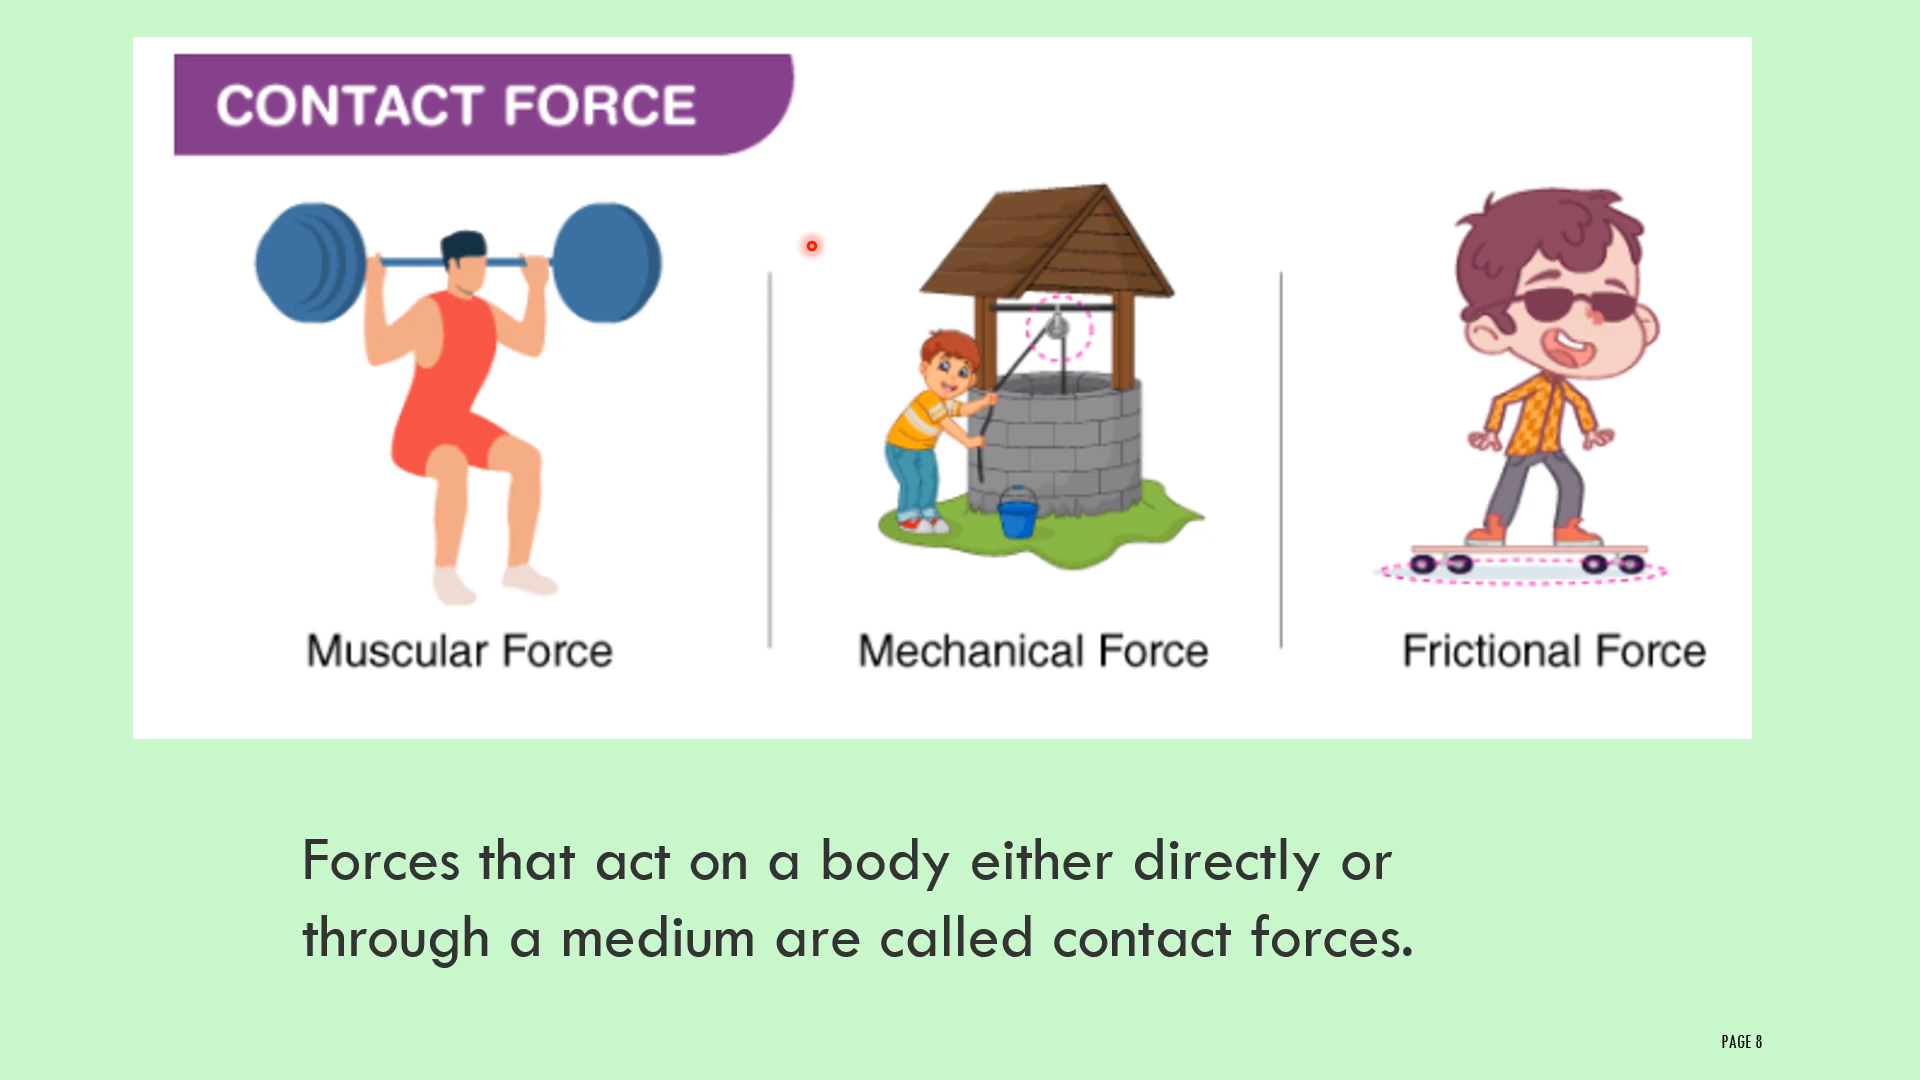 CONTACT FORCE
Muscular Force
Mechanical Force
Frictional Force
Forces that act on a body either directly or
through a medium are called contact forces.
PAGE 8